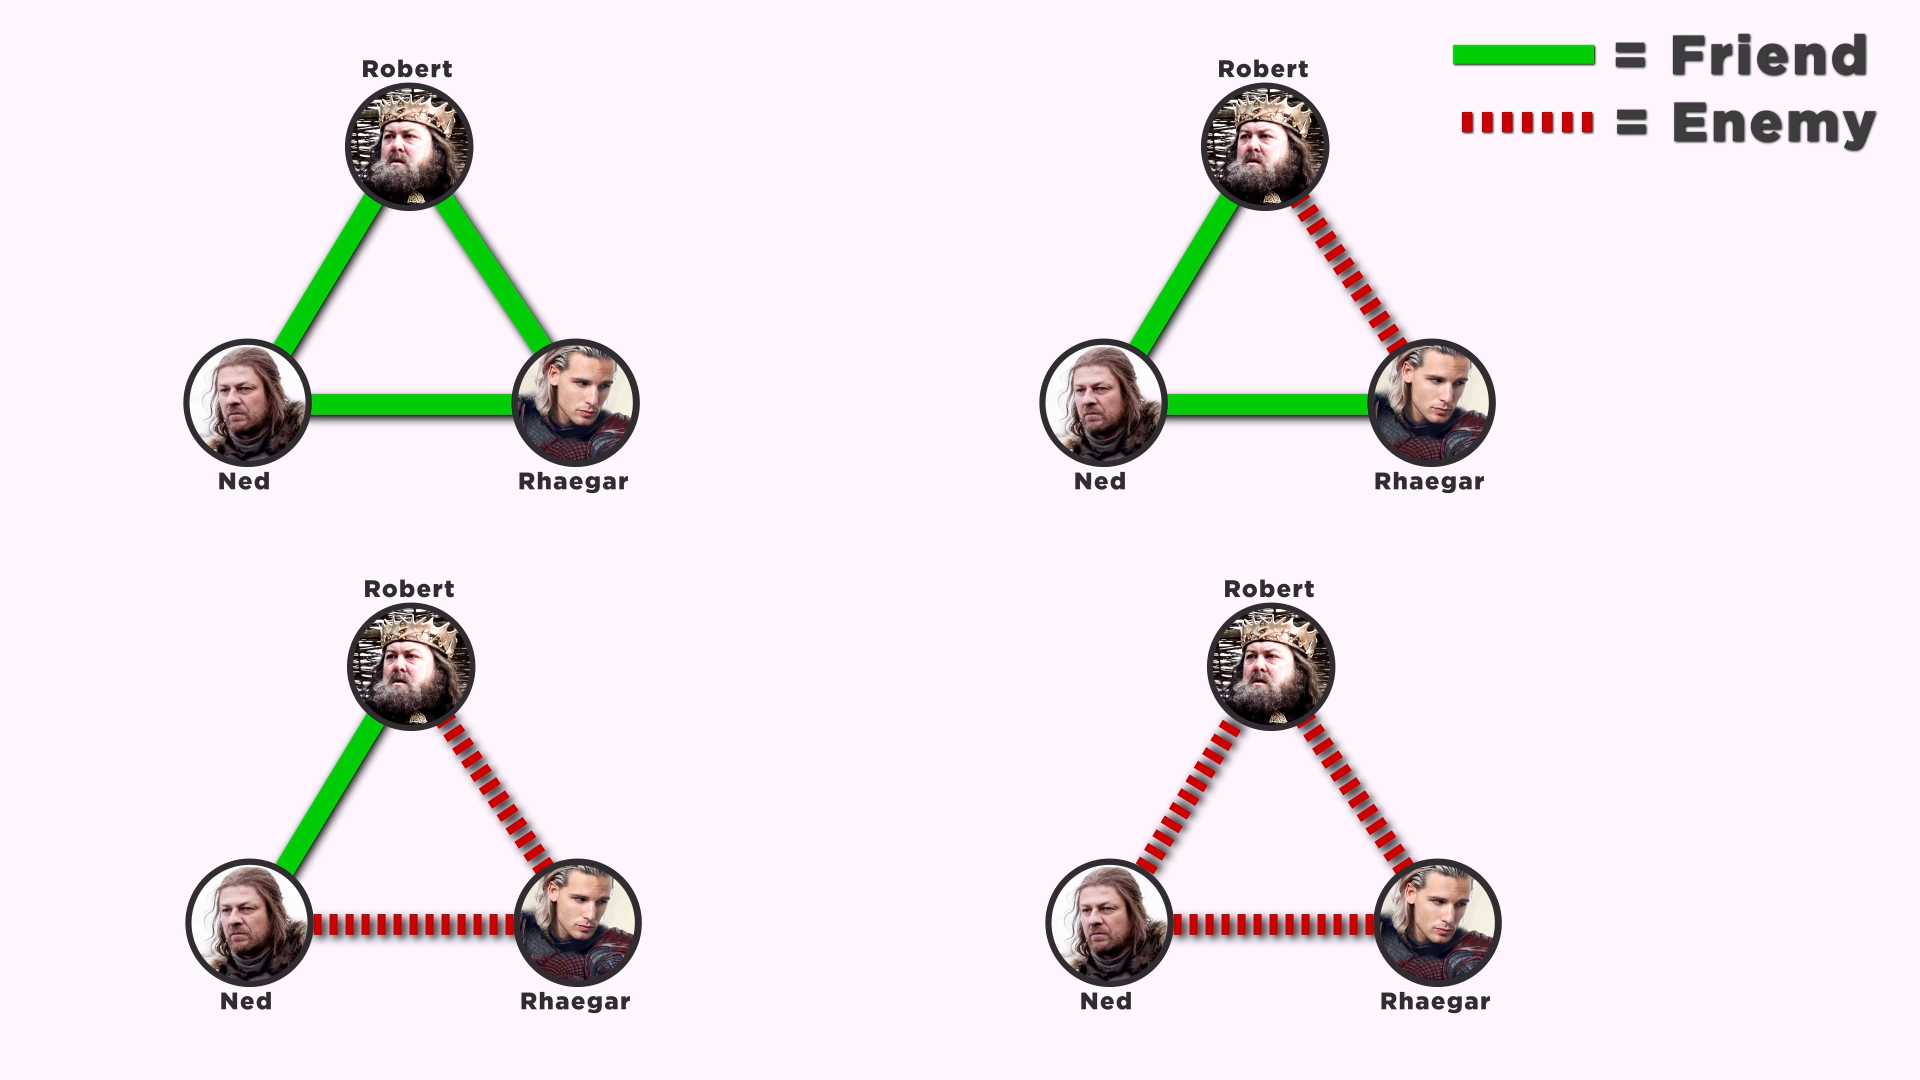 Robert
Robert
= Friend
= Enemy
Ned
Rhaegar
Ned
Rhaegar
Robert
Robert
Ned
Rhaegar
Ned
Rhaegar